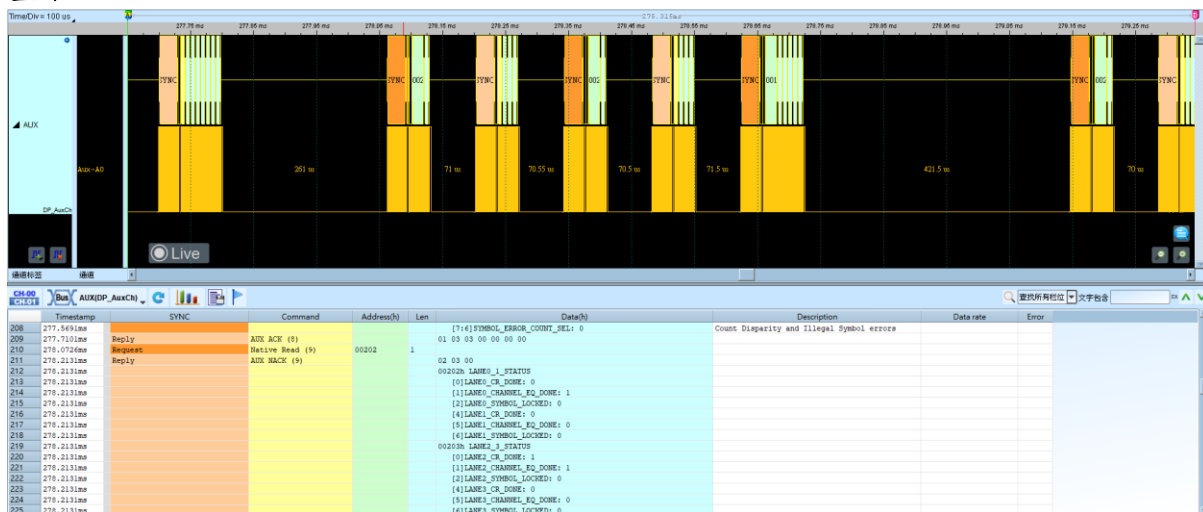 Time/Div = 100 us
275.315ms
277.75 ms 277.85 ms 277.95 ms 278.05 ms 278.15 ms 278.25 ms 278.35 ms 278.45 ms 278.55 ms 278.65 ms 278.75 ms 278.85 ms 278.95 ms 279.05 ms 279.15 ms 279.25 ms
SYNC SYNC 002 SYNC SYNC 002 SYNC SYNC 001 SYNC 002 SYNC
AUX
Aux-A0 261 us 71 us 70.55 us 70.5 us 71.5 us 421.5 us 70 us
DP_AuxCh
Live
通道标签 通道
CH-00
CH-01 Bus AUX(DP_AuxCh) 查找所有栏位 文字包含
Timestamp SYNC Command Address(h) Len Data(h) Description Data rate Error
208 277.5691ms [7:6]SYMBOL_ERROR_COUNT_SEL: 0 Count Disparity and Illegal Symbol errors
209 277.7101ms Reply AUX ACK (8) 01 03 03 00 00 00 00
210 278.0726ms Request Native Read (9) 00202 1
211 278.2131ms Reply AUX NACK (9) 02 03 00
212 278.2131ms 00202h LANE0_1_STATUS
213 278.2131ms [0]LANE0_CR_DONE: 0
214 278.2131ms [1]LANE0_CHANNEL_EQ_DONE: 1
215 278.2131ms [2]LANE0_SYMBOL_LOCKED: 0
216 278.2131ms [4]LANE1_CR_DONE: 0
217 278.2131ms [5]LANE1_CHANNEL_EQ_DONE: 0
218 278.2131ms [6]LANE1_SYMBOL_LOCKED: 0
219 278.2131ms 00203h LANE2_3_STATUS
220 278.2131ms [0]LANE2_CR_DONE: 1
221 278.2131ms [1]LANE2_CHANNEL_EQ_DONE: 1
222 278.2131ms [2]LANE2_SYMBOL_LOCKED: 0
223 278.2131ms [4]LANE3_CR_DONE: 0
224 278.2131ms [5]LANE3_CHANNEL_EQ_DONE: 0
225 278.2131ms [6]LANE3_SYMBOL_LOCKED: 0